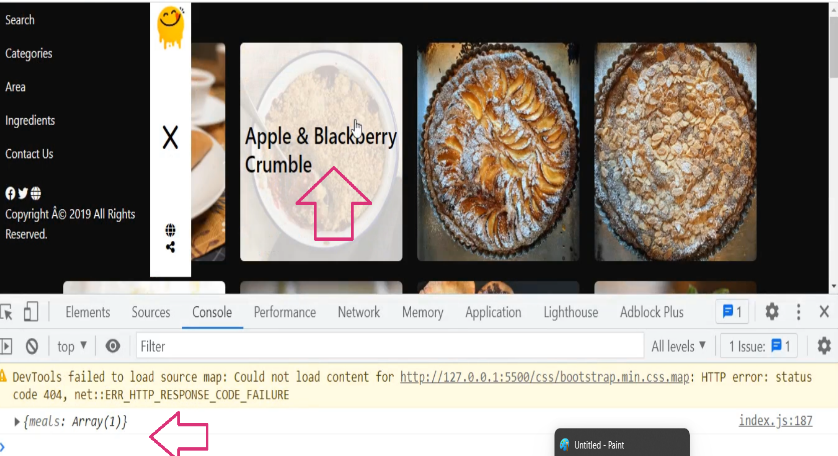 Search
Categories
Area
Ingredients
Contact Us
Copyright Â© 2019 All Rights
Reserved.
X
Apple & Blackberry
Crumble
Elements Sources Console Performance Network Memory Application Lighthouse Adblock Plus 1
top ▼ Filter All levels ▼ 1 Issue: 1
DevTools failed to load source map: Could not load content for http://127.0.0.1:5500/css/bootstrap.min.css.map: HTTP error: status
code 404, net::ERR_HTTP_RESPONSE_CODE_FAILURE
{meals: Array(1)} index.js:187
Untitled - Paint